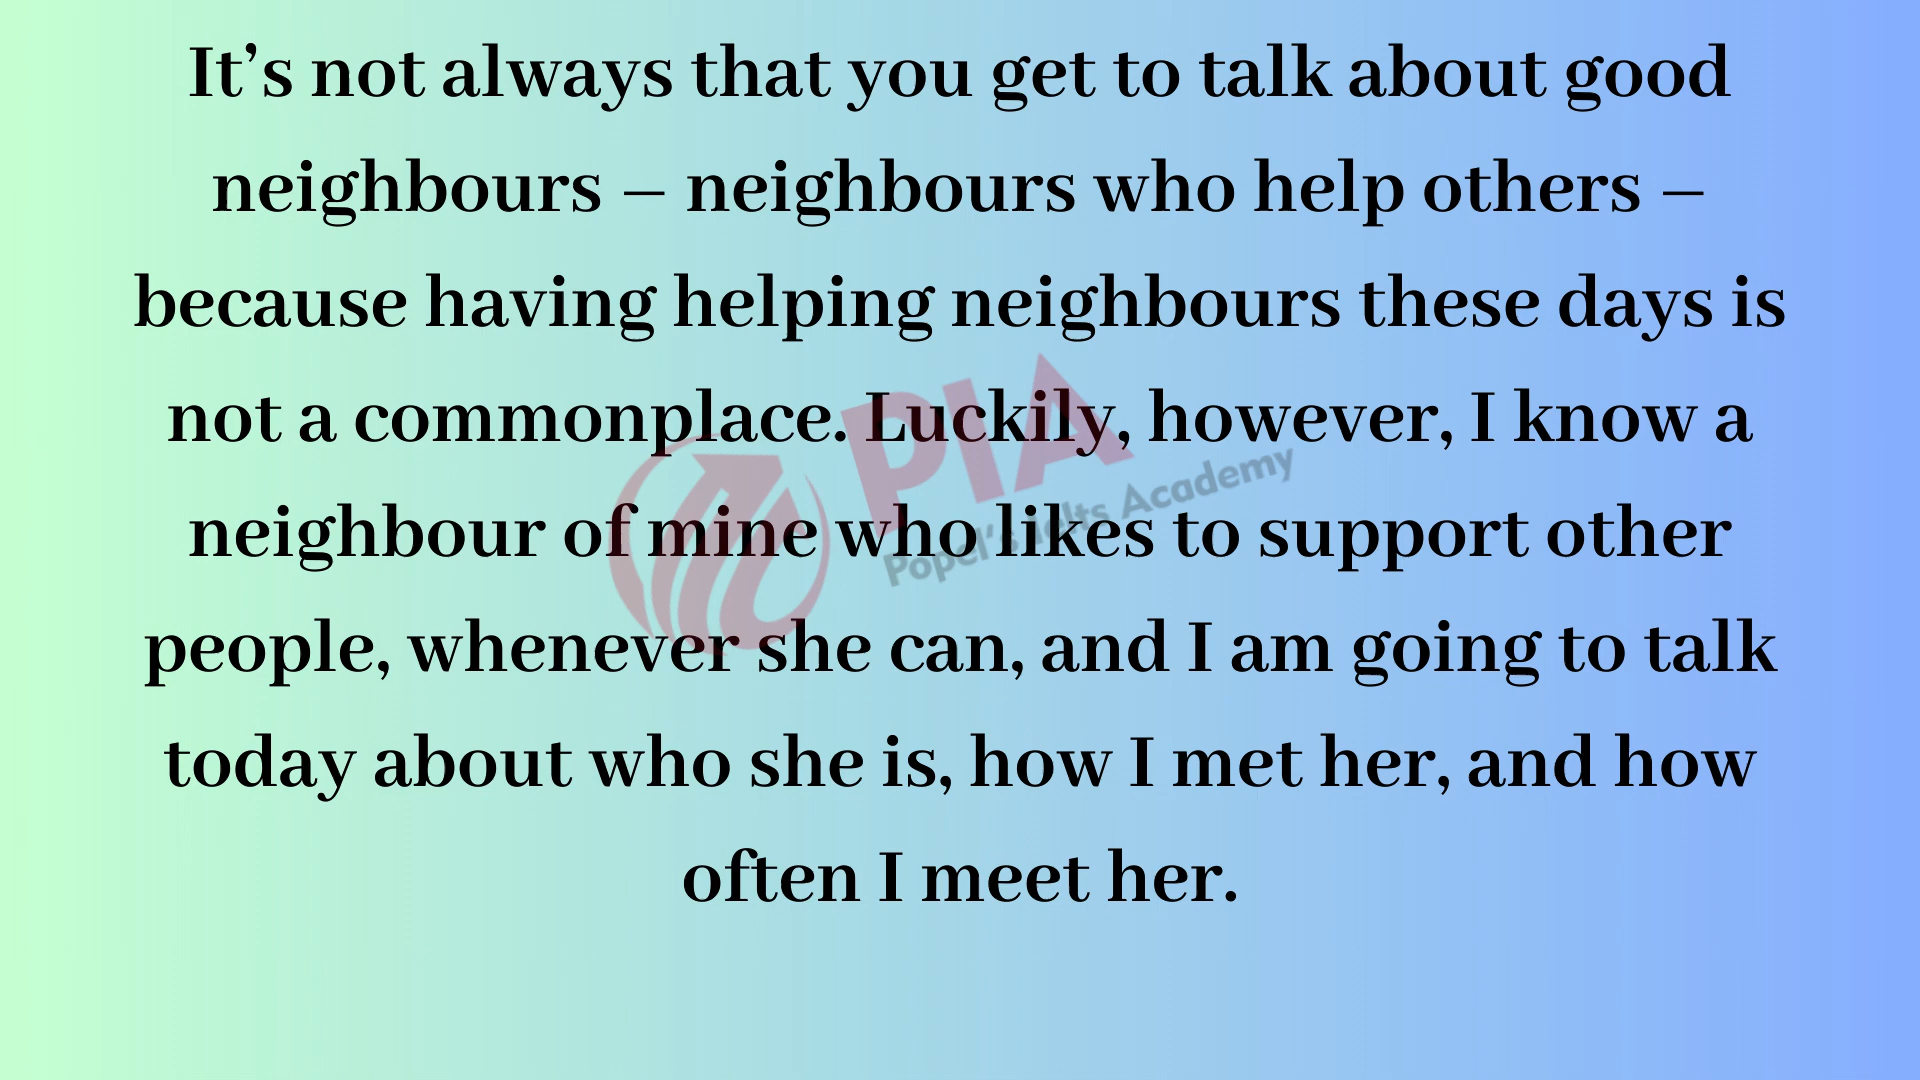 It’s not always that you get to talk about good
neighbours – neighbours who help others –
because having helping neighbours these days is
not a commonplace. Luckily, however, I know a
neighbour of mine who likes to support other
people, whenever she can, and I am going to talk
today about who she is, how I met her, and how
often I meet her.
PIA
Popel's Ielts Academy